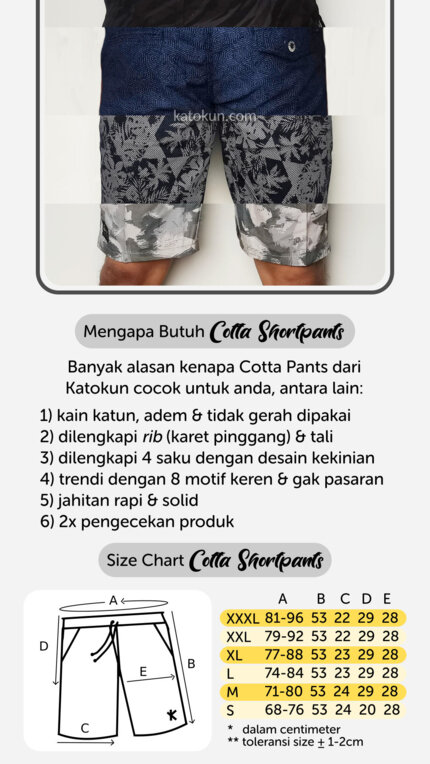 katokun.com
Mengapa Butuh Cotta Shortpants
Banyak alasan kenapa Cotta Pants dari
Katokun cocok untuk anda, antara lain:
1) kain katun, adem & tidak gerah dipakai
2) dilengkapi rib (karet pinggang) & tali
3) dilengkapi 4 saku dengan desain kekinian
4) trendi dengan 8 motif keren & gak pasaran
5) jahitan rapi & solid
6) 2x pengecekan produk
Size Chart Cotta Shortpants
A
D
E
B
C
K
A B C D E
XXXL 81-96 53 22 29 28
XXL 79-92 53 22 29 28
XL 77-88 53 23 29 28
L 74-84 53 23 29 28
M 71-80 53 24 29 28
S 68-76 53 24 20 28
* dalam centimeter
** toleransi size ± 1-2cm